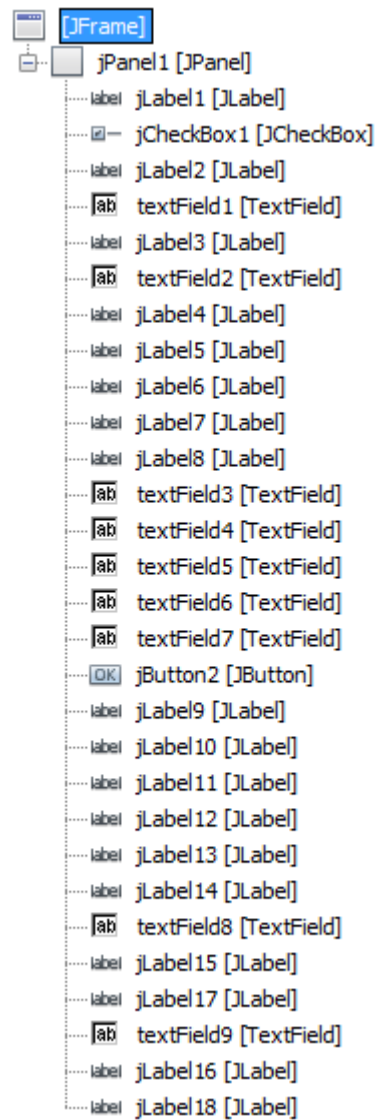 [JFrame]
jPanel1 [JPanel]
label jLabel1 [JLabel]
jCheckBox1 [JCheckBox]
label jLabel2 [JLabel]
ab textField1 [TextField]
label jLabel3 [JLabel]
ab textField2 [TextField]
label jLabel4 [JLabel]
label jLabel5 [JLabel]
label jLabel6 [JLabel]
label jLabel7 [JLabel]
label jLabel8 [JLabel]
ab textField3 [TextField]
ab textField4 [TextField]
ab textField5 [TextField]
ab textField6 [TextField]
ab textField7 [TextField]
OK jButton2 [JButton]
label jLabel9 [JLabel]
label jLabel10 [JLabel]
label jLabel11 [JLabel]
label jLabel12 [JLabel]
label jLabel13 [JLabel]
label jLabel14 [JLabel]
ab textField8 [TextField]
label jLabel15 [JLabel]
label jLabel17 [JLabel]
ab textField9 [TextField]
label jLabel16 [JLabel]
label jLabel18 [JLabel]